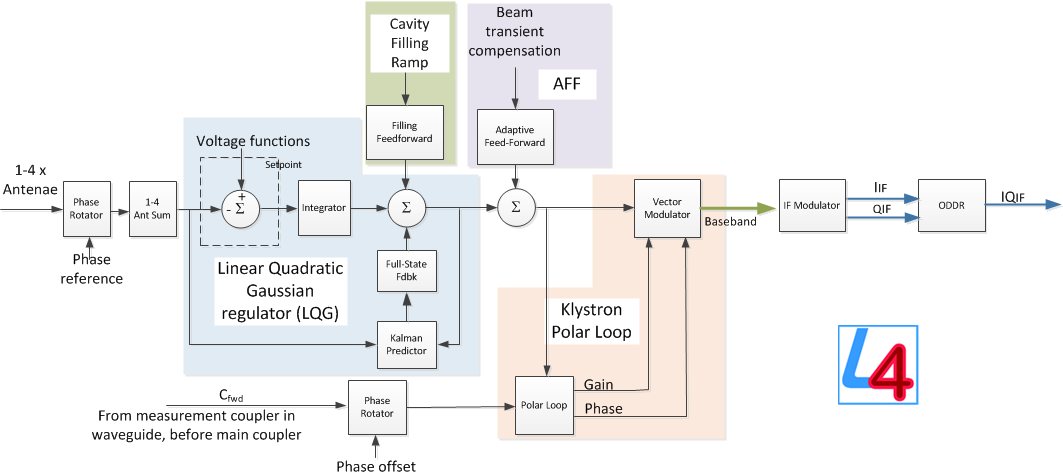 Cavity
Filling
Ramp
Beam
transient
compensation
AFF
Filling
Feedforward
Adaptive
Feed-Forward
Voltage functions
Setpoint
1-4 x
Antenae
Phase
Rotator
1-4
Ant Sum
+
- Σ
Integrator
Σ
Σ
Vector
Modulator
Baseband
IF Modulator
IIF
QIF
ODDR
IQIF
Phase
reference
Linear Quadratic
Gaussian
regulator (LQG)
Full-State
Fdbk
Kalman
Predictor
Klystron
Polar Loop
L4
Cfwd
From measurement coupler in
waveguide, before main coupler
Phase
Rotator
Phase offset
Polar Loop
Gain
Phase